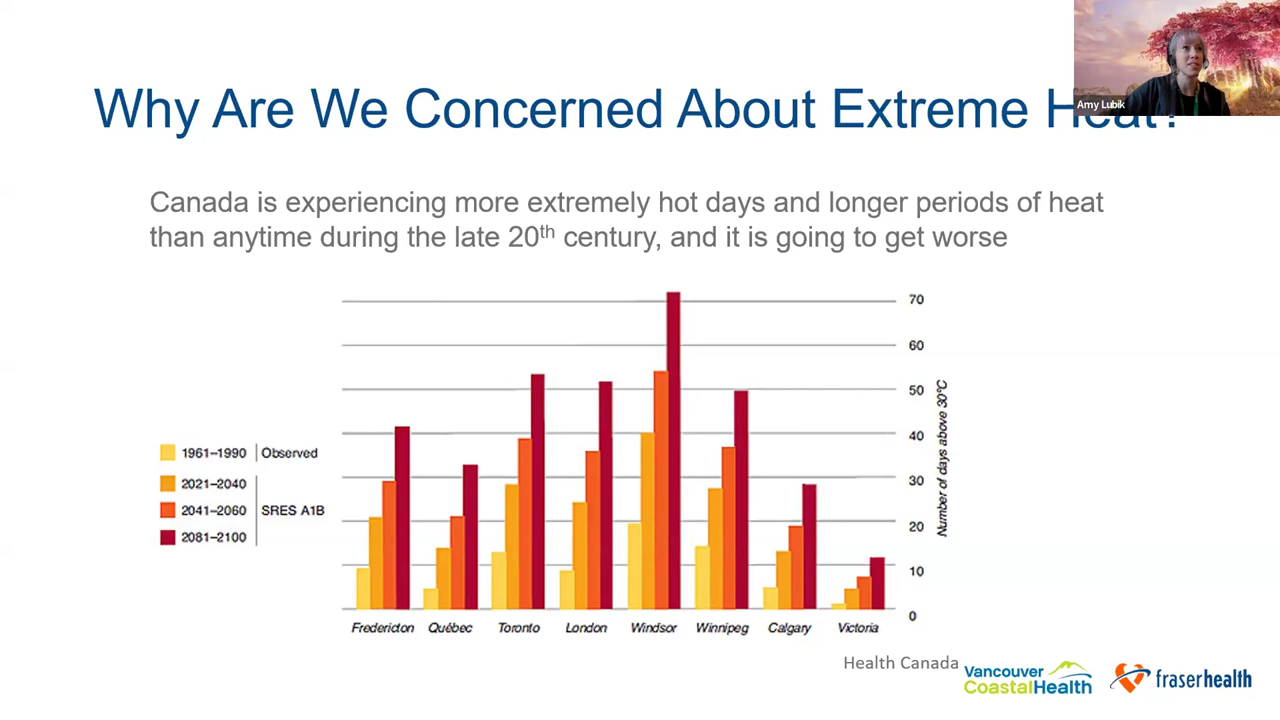 Amy Lubik
Why Are We Concerned About Extreme Heat?
Canada is experiencing more extremely hot days and longer periods of heat
than anytime during the late 20th century, and it is going to get worse
70
60
50
40
30
20
10
0
Number of days above 30°C
1961–1990 Observed
2021–2040
2041–2060 SRES A1B
2081–2100
Fredericton Québec Toronto London Windsor Winnipeg Calgary Victoria
Health Canada
Vancouver
CoastalHealth
fraserhealth